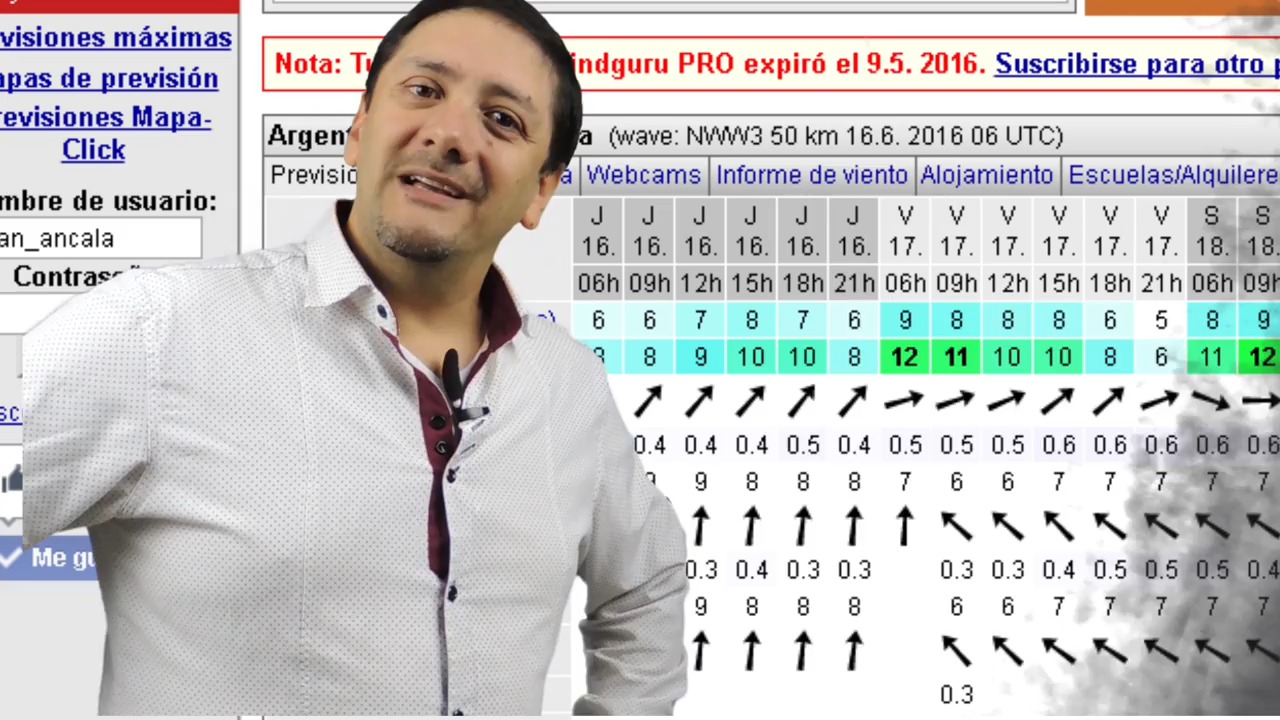 visiones máximas
pas de previsión
revisiones Mapa-
Click
mbre de usuario:
an_ancala
Contras
Me gu
Nota: T indguru PRO expiró el 9.5. 2016. Suscribirse para otro p
Argent a (wave: NWW3 50 km 16.6. 2016 06 UTC)
Previsió a Webcams Informe de viento Alojamiento Escuelas/Alquilere
J J J J J J V V V V V V S S
16. 16. 16. 16. 16. 16. 17. 17. 17. 17. 17. 17. 18. 18.
06h 09h 12h 15h 18h 21h 06h 09h 12h 15h 18h 21h 06h 09h
6 6 7 8 7 6 9 8 8 8 6 5 8 9
8 9 10 10 8 12 11 10 10 8 6 11 12
0.4 0.4 0.4 0.5 0.4 0.5 0.5 0.5 0.6 0.6 0.6 0.6 0.6
9 8 8 8 7 6 6 7 7 7 7 7
0.3 0.4 0.3 0.3 0.3 0.3 0.4 0.5 0.5 0.5 0.4
9 8 8 8 6 6 7 7 7 7 7
0.3